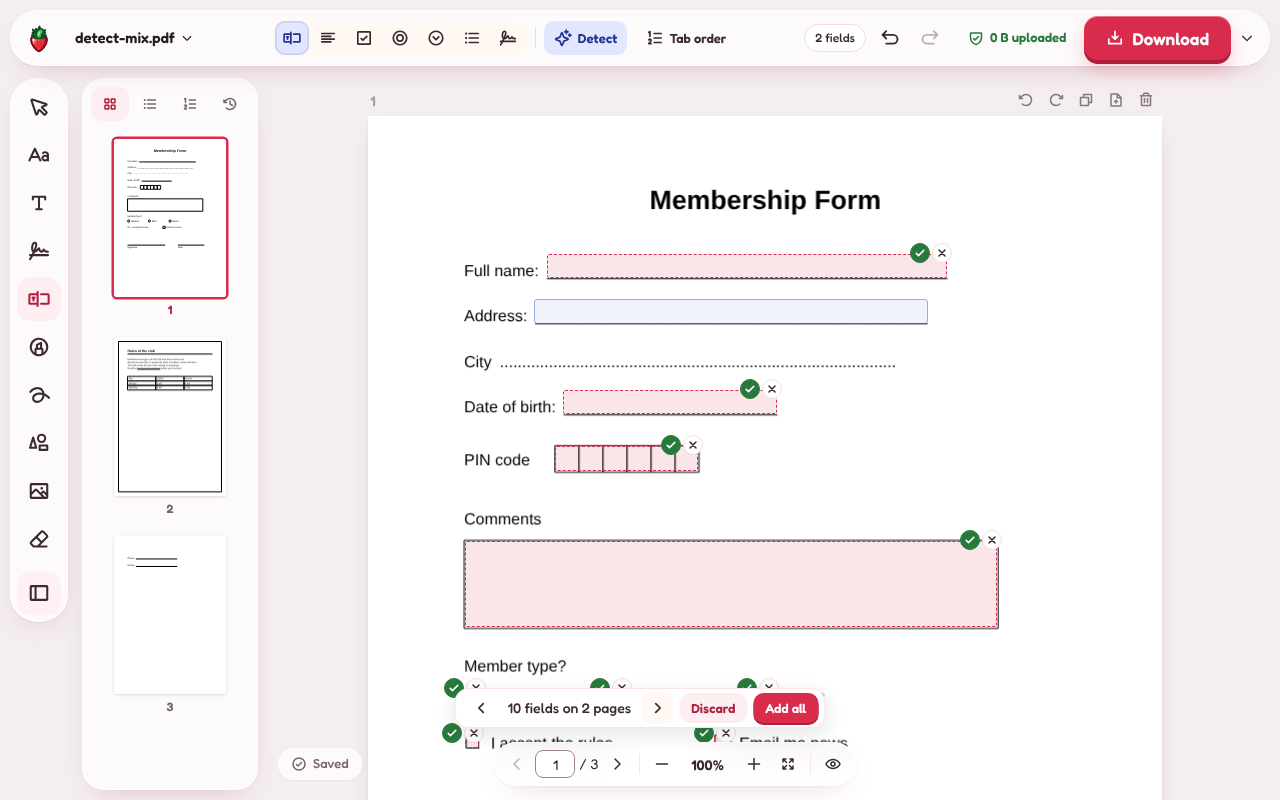 detect-mix.pdf
Detect
Tab order
2 fields
0 B uploaded
Download
Aa
T
1
2
3
1
Membership Form
Full name:
Address:
City ........................................................................................
Date of birth:
PIN code
Comments
Member type?
10 fields on 2 pages
Discard
Add all
I accept the rules
Email me news
Saved
1 / 3
100%